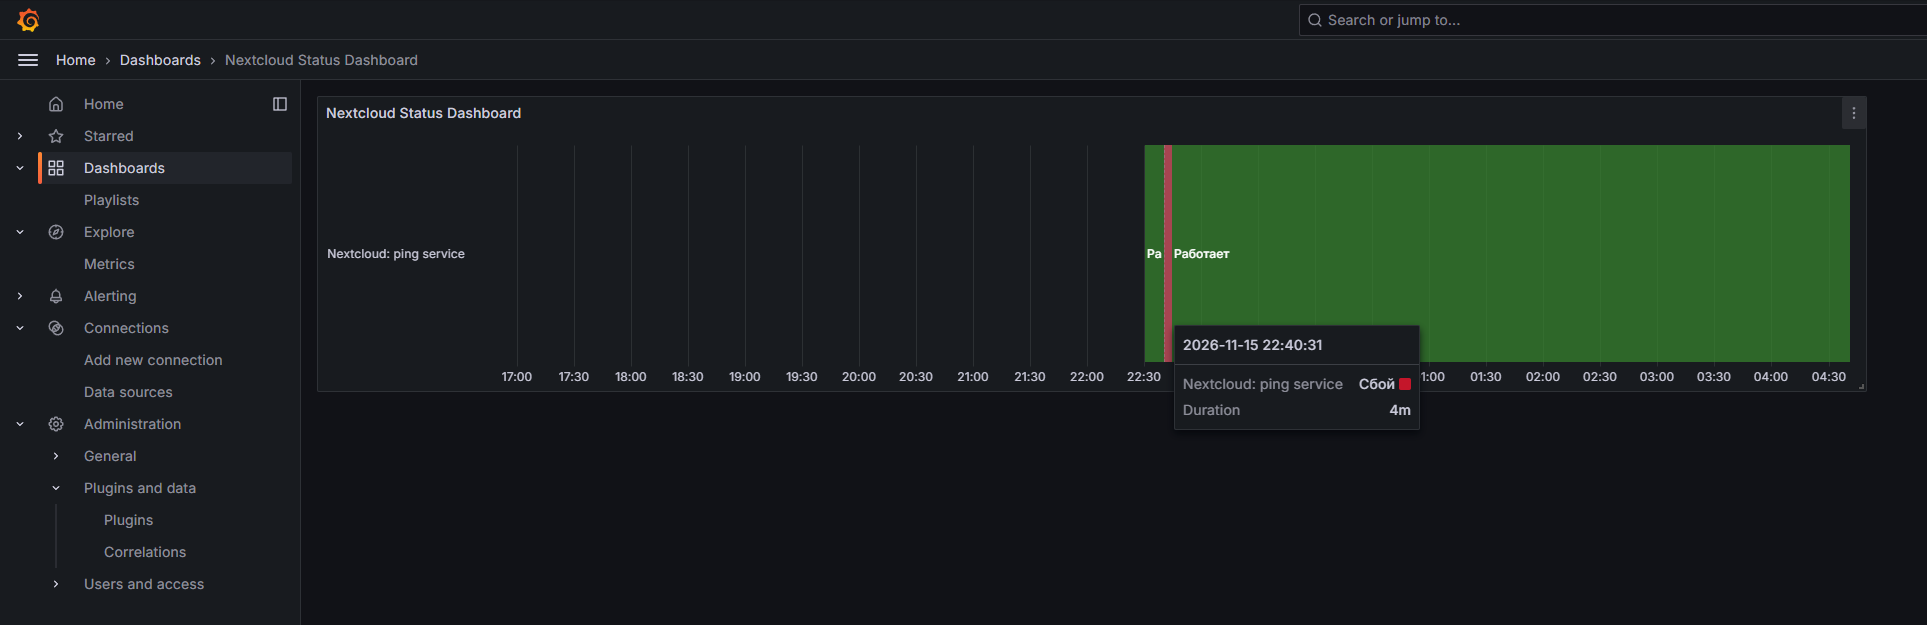 Search or jump to...
Home › Dashboards › Nextcloud Status Dashboard
Home
Starred
Dashboards
Playlists
Explore
Metrics
Alerting
Connections
Add new connection
Data sources
Administration
General
Plugins and data
Plugins
Correlations
Users and access
Nextcloud Status Dashboard
Nextcloud: ping service
Ра Работает
17:00 17:30 18:00 18:30 19:00 19:30 20:00 20:30 21:00 21:30 22:00 22:30 1:00 01:30 02:00 02:30 03:00 03:30 04:00 04:30
2026-11-15 22:40:31
Nextcloud: ping service Сбой
Duration 4m